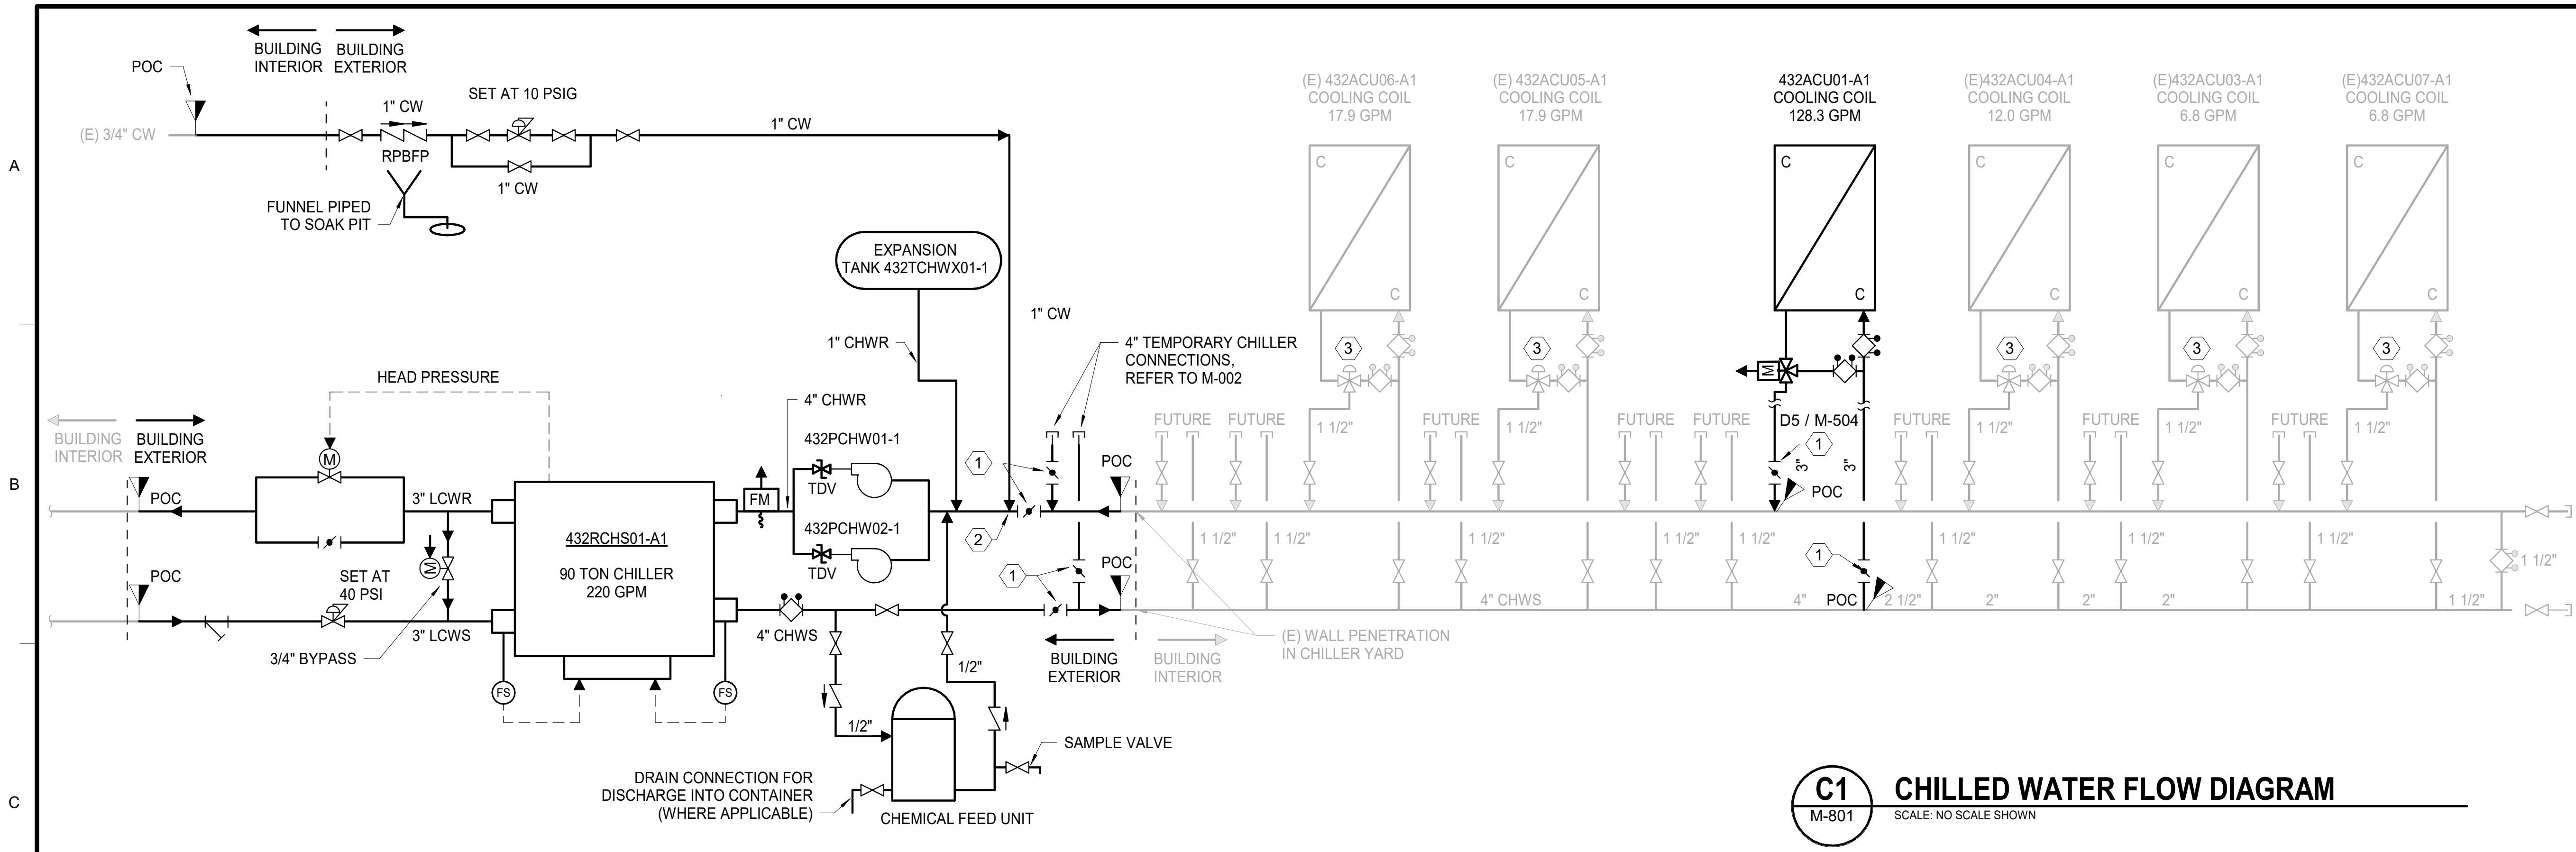 BUILDING INTERIOR
BUILDING EXTERIOR
POC
(E) 3/4" CW
1" CW
SET AT 10 PSIG
RPBFP
1" CW
1" CW
FUNNEL PIPED
TO SOAK PIT
A
EXPANSION
TANK 432TCHWX01-1
1" CHWR
1" CW
4" TEMPORARY CHILLER
CONNECTIONS,
REFER TO M-002
(E) 432ACU06-A1
COOLING COIL
17.9 GPM
C
C
3
(E) 432ACU05-A1
COOLING COIL
17.9 GPM
C
C
3
432ACU01-A1
COOLING COIL
128.3 GPM
C
C
M
(E)432ACU04-A1
COOLING COIL
12.0 GPM
C
C
3
(E)432ACU03-A1
COOLING COIL
6.8 GPM
C
C
3
(E)432ACU07-A1
COOLING COIL
6.8 GPM
C
C
3
HEAD PRESSURE
BUILDING INTERIOR
BUILDING EXTERIOR
M
4" CHWR
432PCHW01-1
TDV
FM
432PCHW02-1
TDV
1
2
1
POC
POC
B
POC
3" LCWR
432RCHS01-A1
90 TON CHILLER
220 GPM
M
POC
SET AT
40 PSI
3" LCWS
3/4" BYPASS
FS
FS
4" CHWS
1/2"
1/2"
BUILDING
EXTERIOR
BUILDING
INTERIOR
(E) WALL PENETRATION
IN CHILLER YARD
FUTURE
1 1/2"
FUTURE
1 1/2"
FUTURE
D5 / M-504
1
3"
3"
POC
FUTURE
1 1/2"
FUTURE
1 1/2"
FUTURE
1 1/2"
1 1/2"
1 1/2"
1 1/2"
1 1/2"
1
1 1/2"
1 1/2"
1 1/2"
1 1/2"
4" CHWS
4"
POC
2 1/2"
2"
2"
2"
1 1/2"
SAMPLE VALVE
DRAIN CONNECTION FOR
DISCHARGE INTO CONTAINER
(WHERE APPLICABLE)
CHEMICAL FEED UNIT
C
C1
M-801
CHILLED WATER FLOW DIAGRAM
SCALE: NO SCALE SHOWN